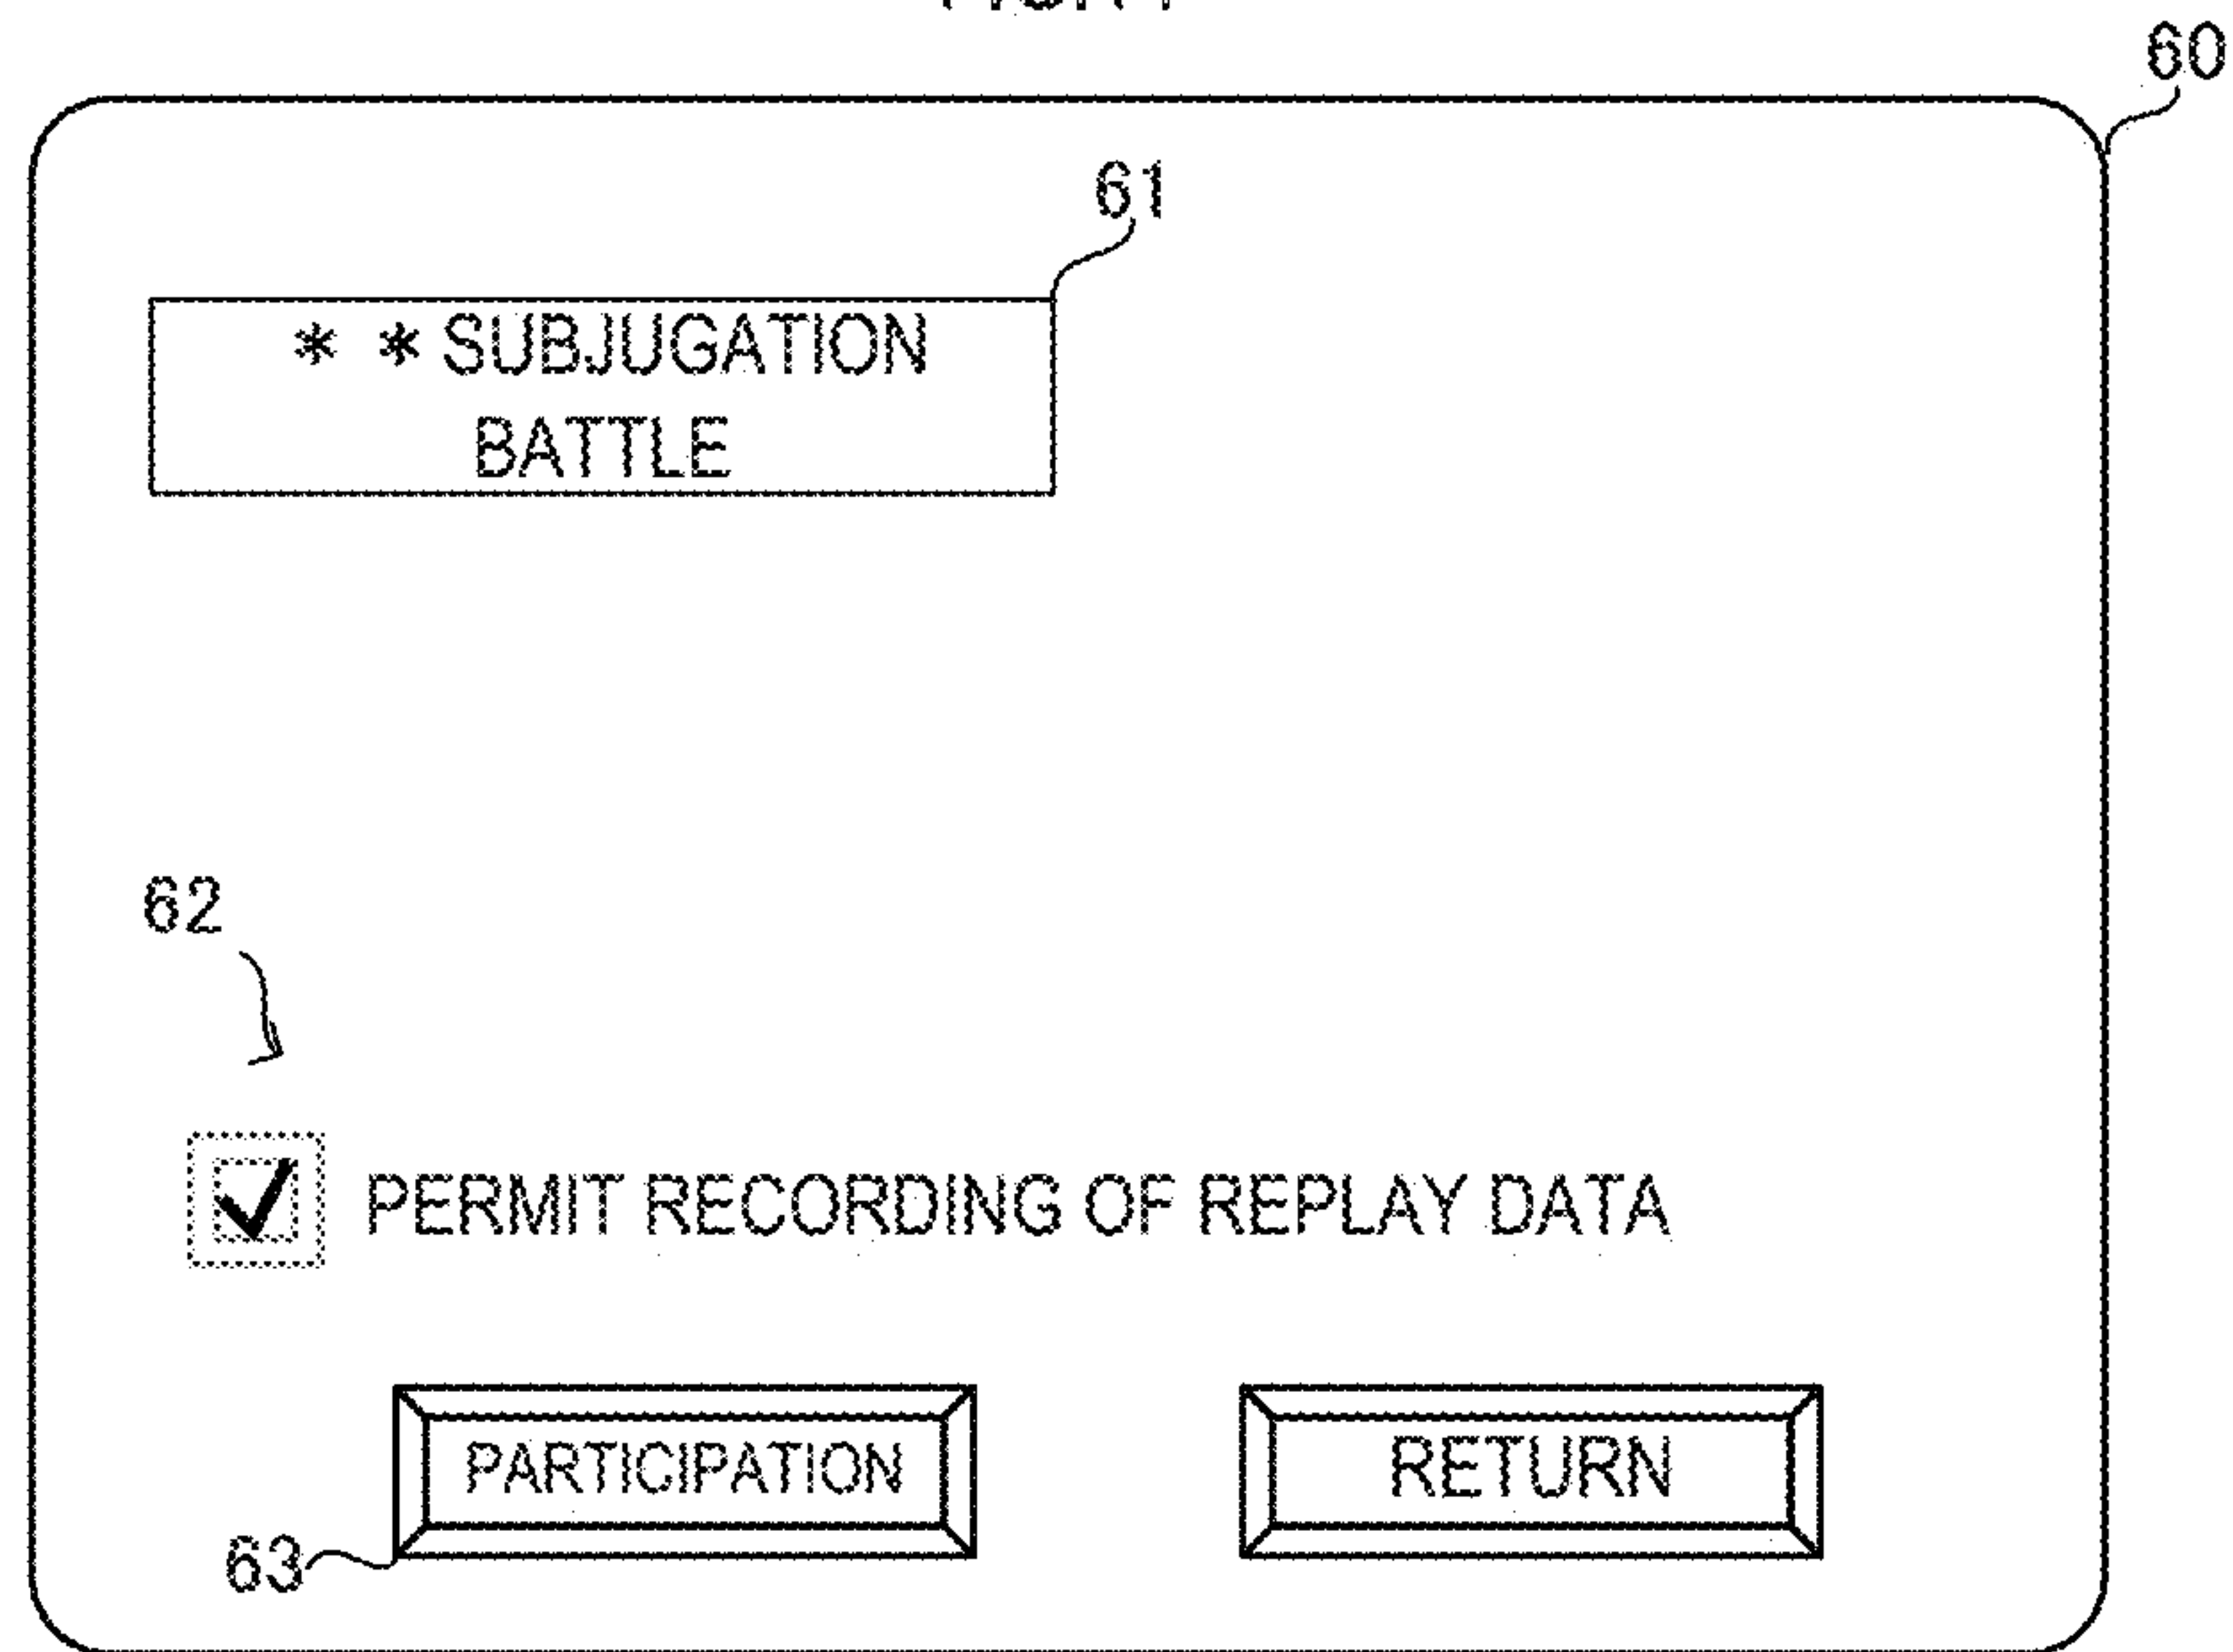 60
61
* * SUBJUGATION
BATTLE
62
PERMIT RECORDING OF REPLAY DATA
PARTICIPATION
RETURN
63